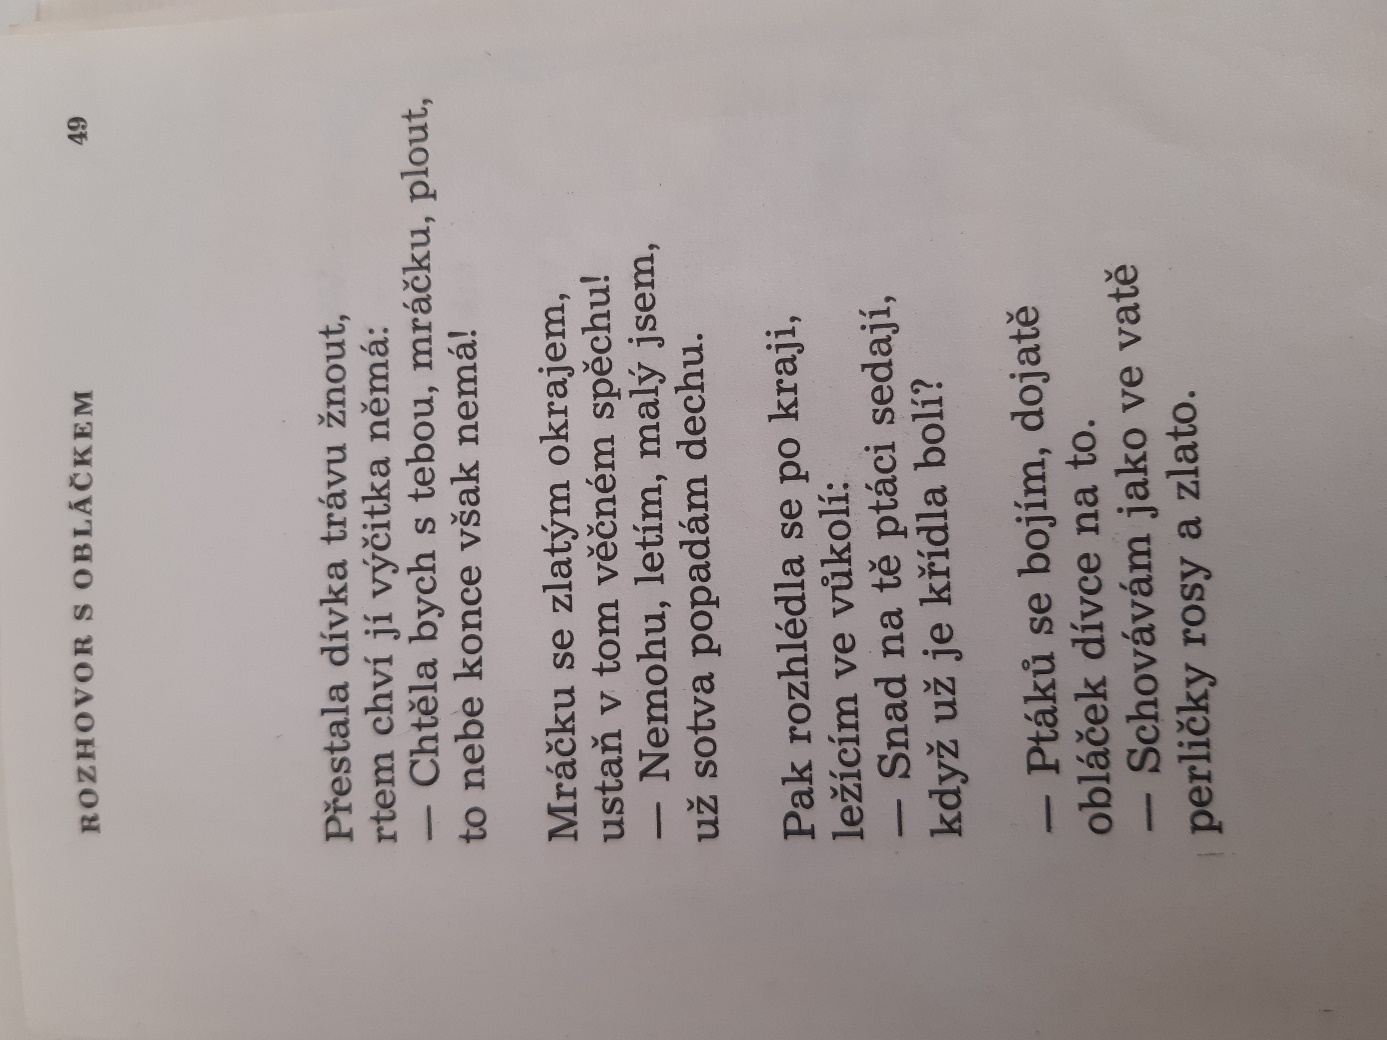 ROZHOVOR S OBLÁČKEM 49
Přestala dívka trávu žnout,
rtem chví jí výčitka němá:
— Chtěla bych s tebou, mráčku, plout,
to nebe konce však nemá!
Mráčku se zlatým okrajem,
ustaň v tom věčném spěchu!
— Nemohu, letím, malý jsem,
už sotva popadám dechu.
Pak rozhlédla se po kraji,
ležícím ve vůkolí:
— Snad na tě ptáci sedají,
když už je křídla bolí?
— Ptáků se bojím, dojatě
obláček dívce na to.
— Schovávám jako ve vatě
perličky rosy a zlato.